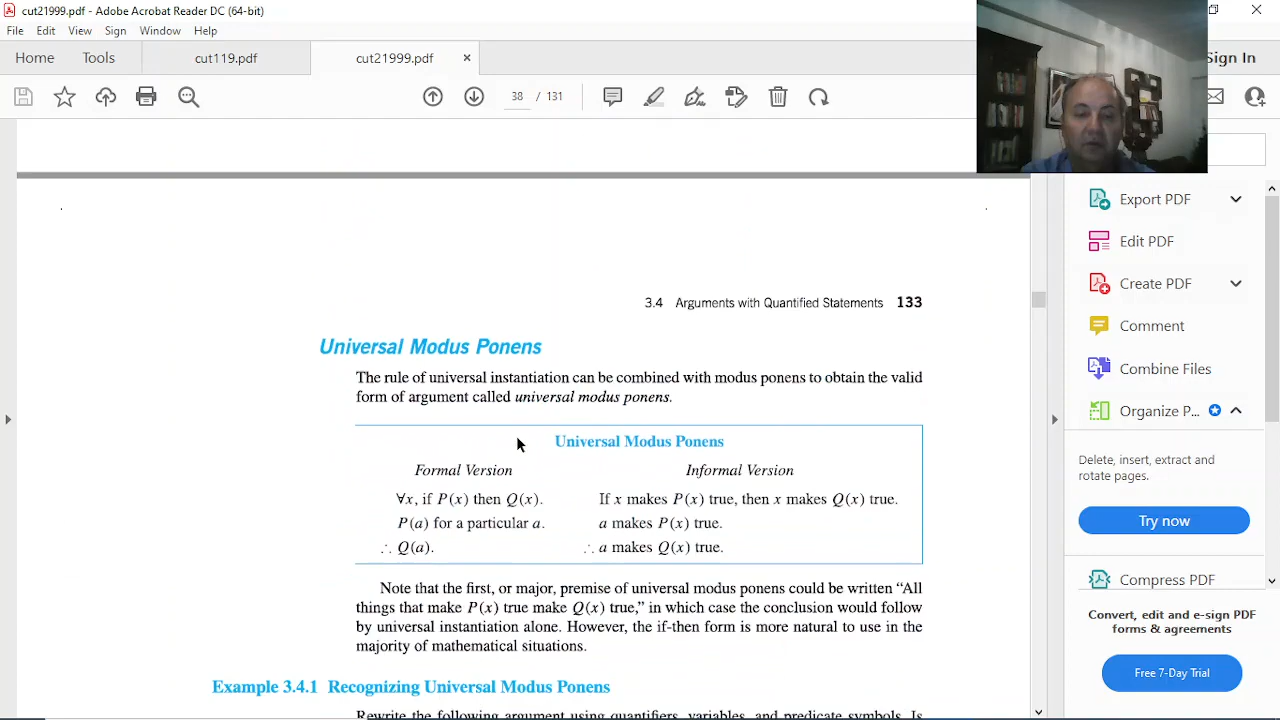 cut21999.pdf - Adobe Acrobat Reader DC (64-bit)
File Edit View Sign Window Help
Home Tools cut119.pdf cut21999.pdf × Sign In
38 / 131
Export PDF
Edit PDF
Create PDF
Comment
Combine Files
Organize P...
Delete, insert, extract and
rotate pages.
Try now
Compress PDF
Convert, edit and e-sign PDF
forms & agreements
Free 7-Day Trial
3.4 Arguments with Quantified Statements 133
Universal Modus Ponens
The rule of universal instantiation can be combined with modus ponens to obtain the valid
form of argument called universal modus ponens.
Universal Modus Ponens
Formal Version Informal Version
∀x, if P(x) then Q(x). If x makes P(x) true, then x makes Q(x) true.
P(a) for a particular a. a makes P(x) true.
∴ Q(a). ∴ a makes Q(x) true.
Note that the first, or major, premise of universal modus ponens could be written “All
things that make P(x) true make Q(x) true,” in which case the conclusion would follow
by universal instantiation alone. However, the if-then form is more natural to use in the
majority of mathematical situations.
Example 3.4.1 Recognizing Universal Modus Ponens
Rewrite the following argument using quantifiers, variables, and predicate symbols. Is